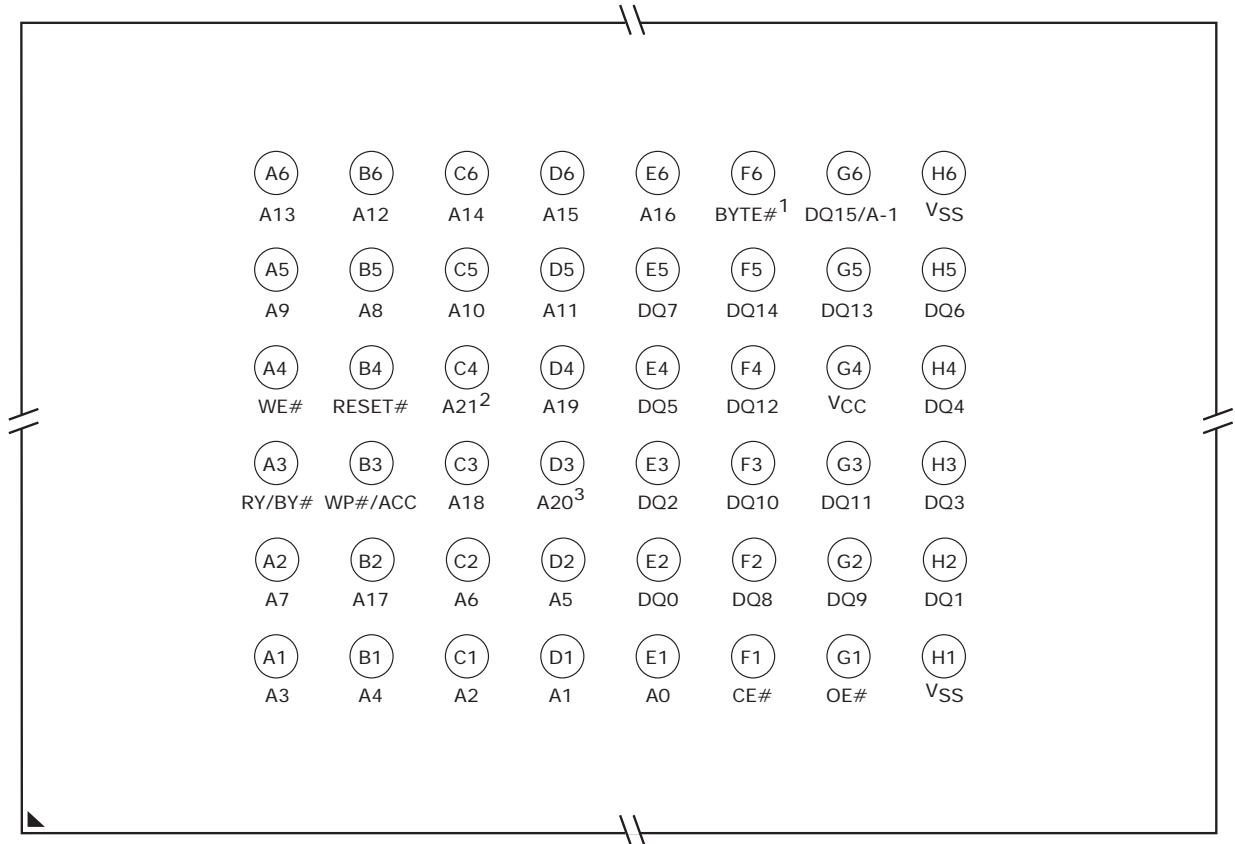 A6 B6 C6 D6 E6 F6 G6 H6
A13 A12 A14 A15 A16 BYTE#1 DQ15/A-1 VSS
A5 B5 C5 D5 E5 F5 G5 H5
A9 A8 A10 A11 DQ7 DQ14 DQ13 DQ6
A4 B4 C4 D4 E4 F4 G4 H4
WE# RESET# A212 A19 DQ5 DQ12 VCC DQ4
A3 B3 C3 D3 E3 F3 G3 H3
RY/BY# WP#/ACC A18 A203 DQ2 DQ10 DQ11 DQ3
A2 B2 C2 D2 E2 F2 G2 H2
A7 A17 A6 A5 DQ0 DQ8 DQ9 DQ1
A1 B1 C1 D1 E1 F1 G1 H1
A3 A4 A2 A1 A0 CE# OE# VSS